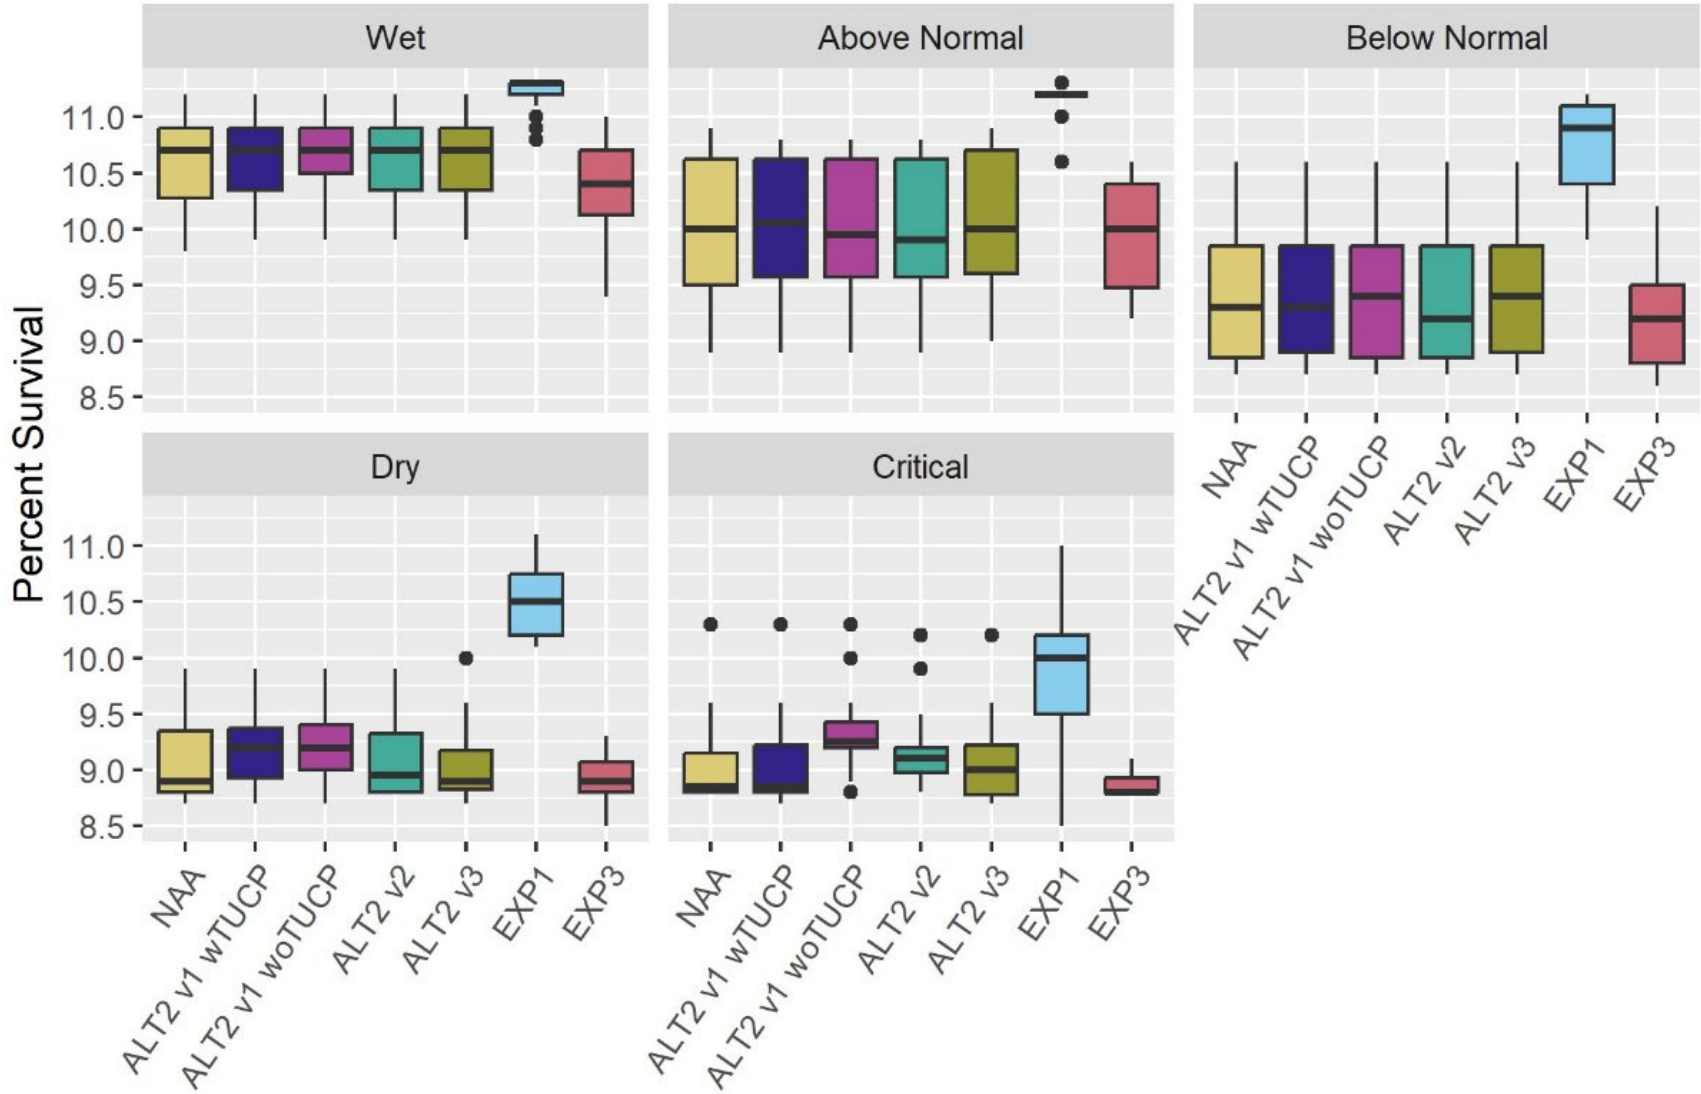 Wet
Above Normal
Below Normal
Percent Survival
11.0
10.5
10.0
9.5
9.0
8.5
NAA
ALT2 v1 wTUCP
ALT2 v1 woTUCP
ALT2 v2
ALT2 v3
EXP1
EXP3
Dry
Critical
11.0
10.5
10.0
9.5
9.0
8.5
NAA
ALT2 v1 wTUCP
ALT2 v1 woTUCP
ALT2 v2
ALT2 v3
EXP1
EXP3
NAA
ALT2 v1 wTUCP
ALT2 v1 woTUCP
ALT2 v2
ALT2 v3
EXP1
EXP3